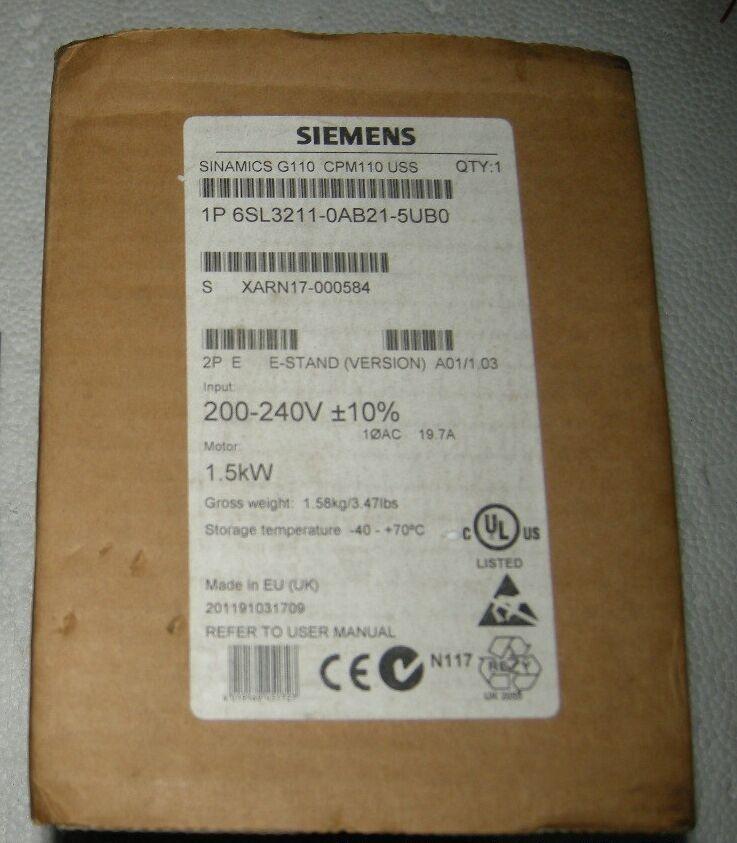 SIEMENS
SINAMICS G110 CPM110 USS QTY:1
1P 6SL3211-0AB21-5UB0
S XARN17-000584
2P E E-STAND (VERSION) A01/1.03
Input:
200-240V ±10%
1ØAC 19.7A
Motor:
1.5kW
Gross weight: 1.58kg/3.47lbs
Storage temperature -40 - +70ºC
C UL US
LISTED
Made in EU (UK)
201191031709
REFER TO USER MANUAL
CE N117
RESY